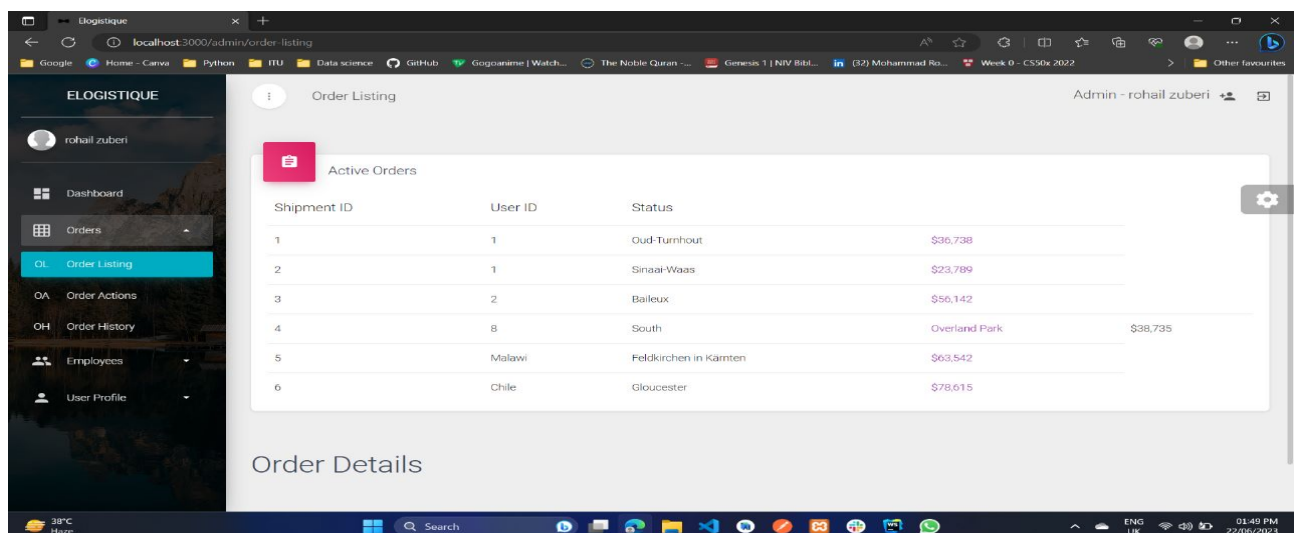 Elogistique
localhost:3000/admin/order-listing
Google Home - Canva Python ITU Data science GitHub Gogoanime | Watch... The Noble Quran -... Genesis 1 | NIV Bibl... (32) Mohammad Ro... Week 0 - CS50x 2022 Other favourites
ELOGISTIQUE
rohail zuberi
Dashboard
Orders
OL Order Listing
OA Order Actions
OH Order History
Employees
User Profile
Order Listing
Admin - rohail zuberi
Active Orders
Shipment ID User ID Status
1 1 Oud-Turnhout $36,738
2 1 Sinaai-Waas $23,789
3 2 Baileux $56,142
4 8 South Overland Park $38,735
5 Malawi Feldkirchen in Kärnten $63,542
6 Chile Gloucester $78,615
Order Details
38°C
Haze
Search
ENG
UK
01:49 PM
22/06/2023